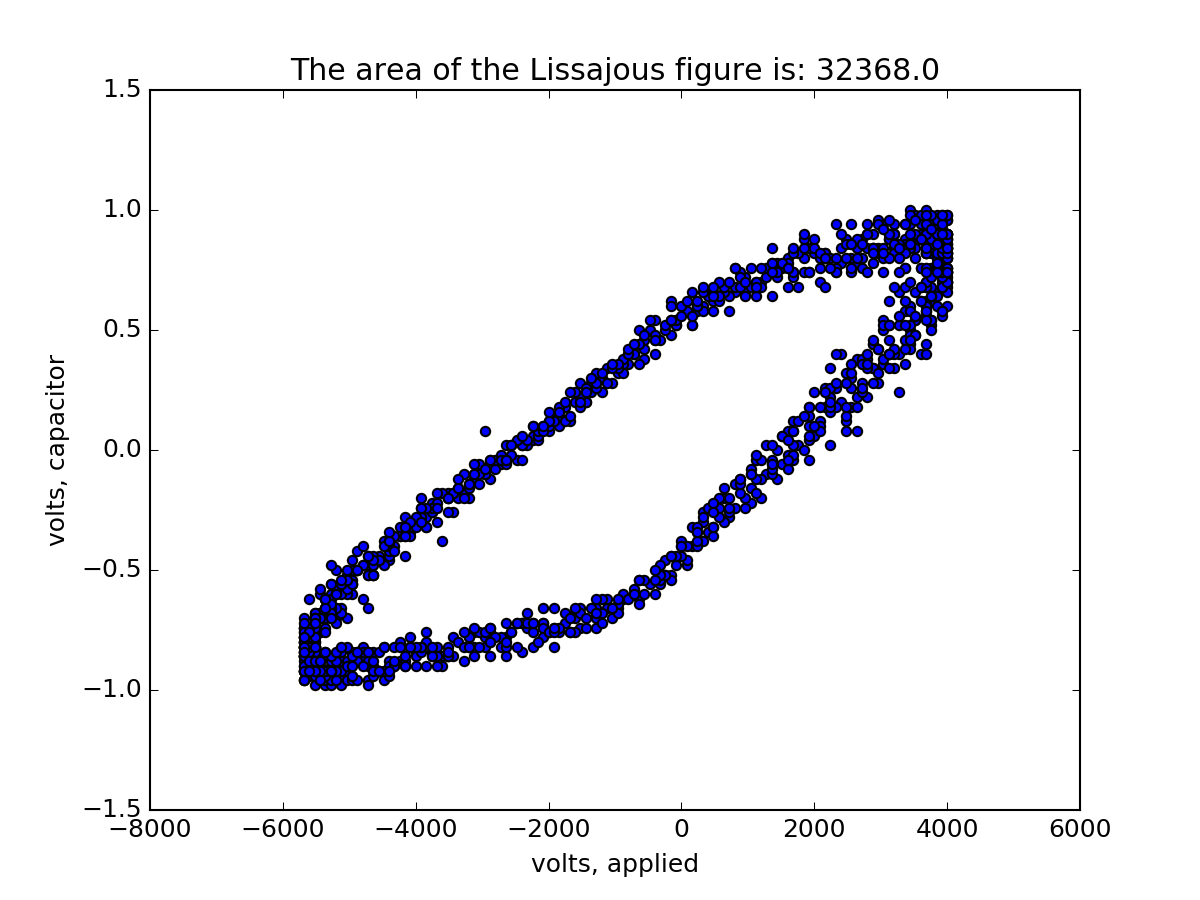 The area of the Lissajous figure is: 32368.0
1.5
1.0
0.5
0.0
−0.5
−1.0
−1.5
volts, capacitor
−8000 −6000 −4000 −2000 0 2000 4000 6000
volts, applied